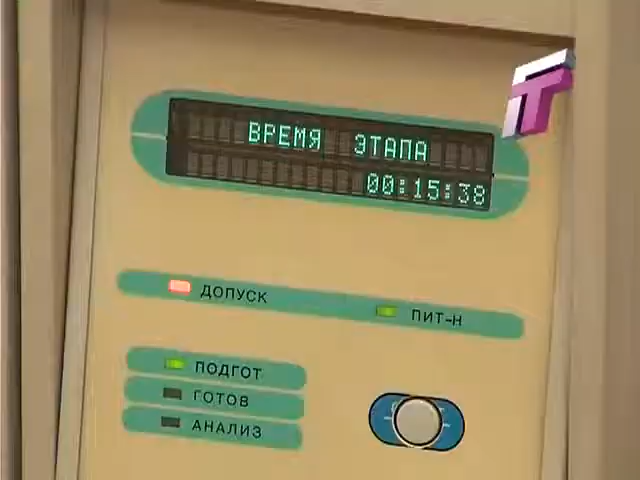 ВРЕМЯ ЭТАПА
00:15:38
ДОПУСК
ПИТ-Н
ПОДГОТ
ГОТОВ
АНАЛИЗ